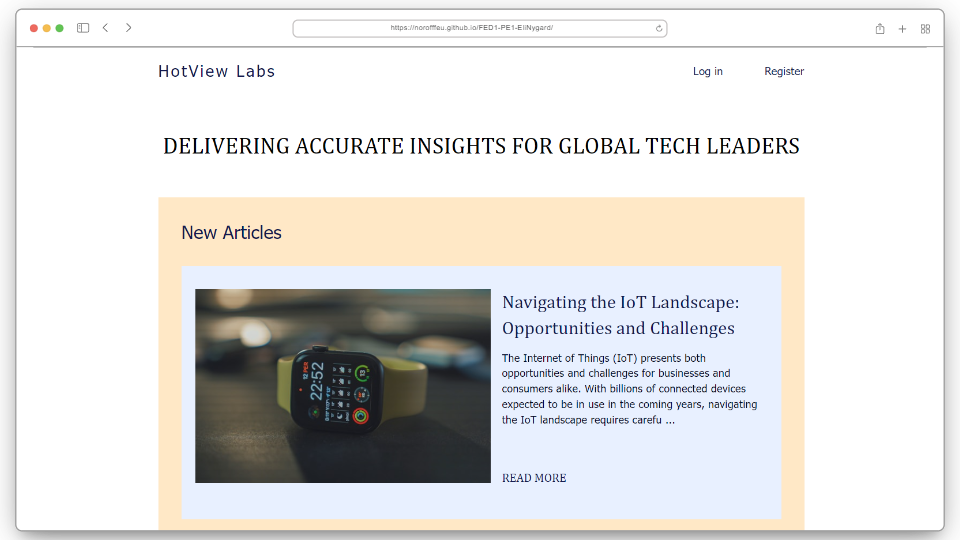 https://norofffeu.github.io/FED1-PE1-EliNygard/
HotView Labs
Log in
Register
DELIVERING ACCURATE INSIGHTS FOR GLOBAL TECH LEADERS
New Articles
22:52
Navigating the IoT Landscape:
Opportunities and Challenges
The Internet of Things (IoT) presents both
opportunities and challenges for businesses and
consumers alike. With billions of connected devices
expected to be in use in the coming years, navigating
the IoT landscape requires carefu ...
READ MORE